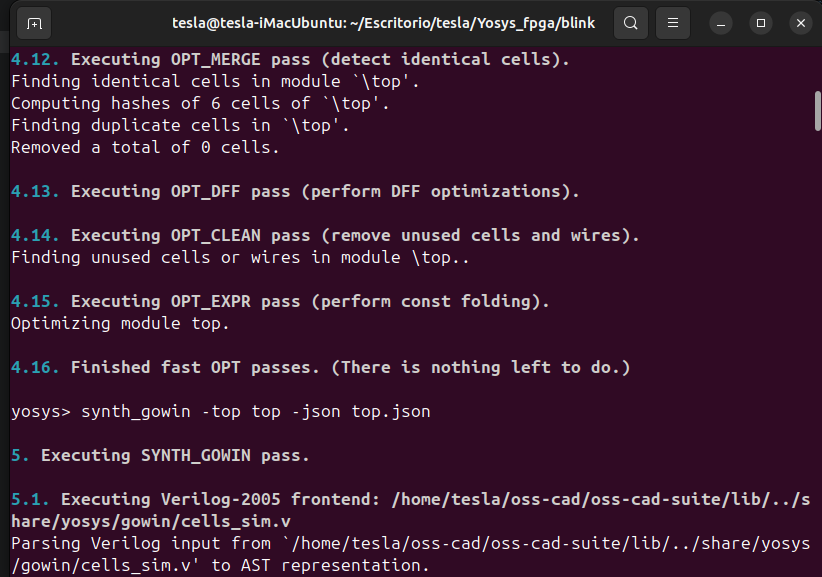 tesla@tesla-iMacUbuntu: ~/Escritorio/tesla/Yosys_fpga/blink
4.12. Executing OPT_MERGE pass (detect identical cells).
Finding identical cells in module `\top'.
Computing hashes of 6 cells of `\top'.
Finding duplicate cells in `\top'.
Removed a total of 0 cells.
4.13. Executing OPT_DFF pass (perform DFF optimizations).
4.14. Executing OPT_CLEAN pass (remove unused cells and wires).
Finding unused cells or wires in module \top..
4.15. Executing OPT_EXPR pass (perform const folding).
Optimizing module top.
4.16. Finished fast OPT passes. (There is nothing left to do.)
yosys> synth_gowin -top top -json top.json
5. Executing SYNTH_GOWIN pass.
5.1. Executing Verilog-2005 frontend: /home/tesla/oss-cad/oss-cad-suite/lib/../s
hare/yosys/gowin/cells_sim.v
Parsing Verilog input from `/home/tesla/oss-cad/oss-cad-suite/lib/../share/yosys
/gowin/cells_sim.v' to AST representation.